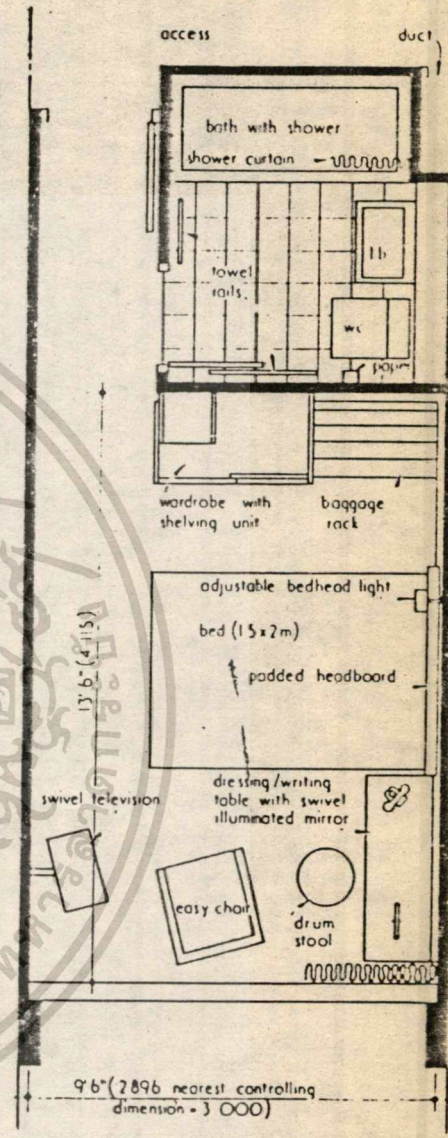 access
duct
bath with shower
shower curtain
lb
towel
rails
wc
paper
wardrobe with
shelving unit
baggage
rack
adjustable bedhead light
bed (1.5x2m)
padded headboard
13'6"(4 115)
dressing/writing
table with swivel
illuminated mirror
swivel television
easy chair
drum
stool
9'6"(2896 nearest controlling
dimension - 3 000)